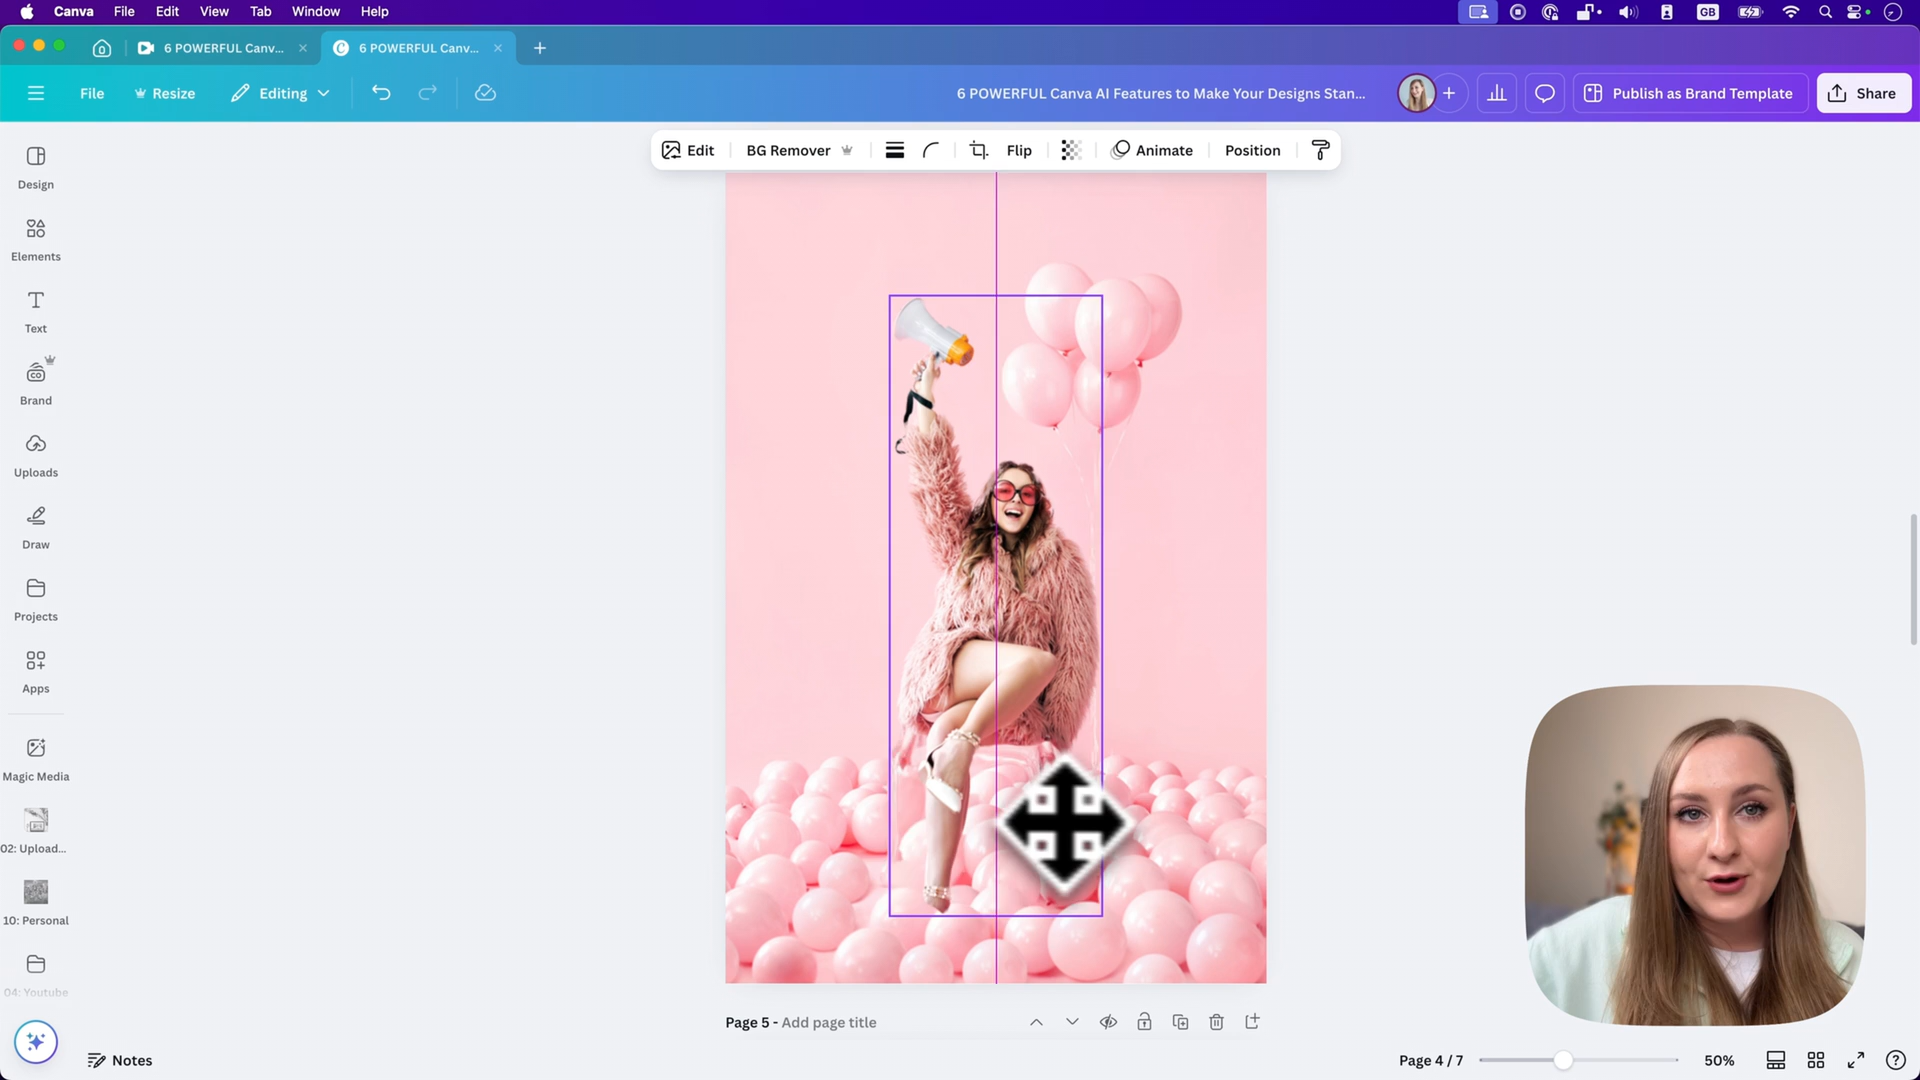 Canva File Edit View Tab Window Help
GB
6 POWERFUL Canv...
6 POWERFUL Canv...
File Resize Editing
6 POWERFUL Canva AI Features to Make Your Designs Stan...
Publish as Brand Template
Share
Edit BG Remover Flip Animate Position
Design
Elements
Text
Brand
Uploads
Draw
Projects
Apps
Magic Media
02: Upload...
10: Personal
04: Youtube
Page 5 - Add page title
Notes
Page 4 / 7
50%